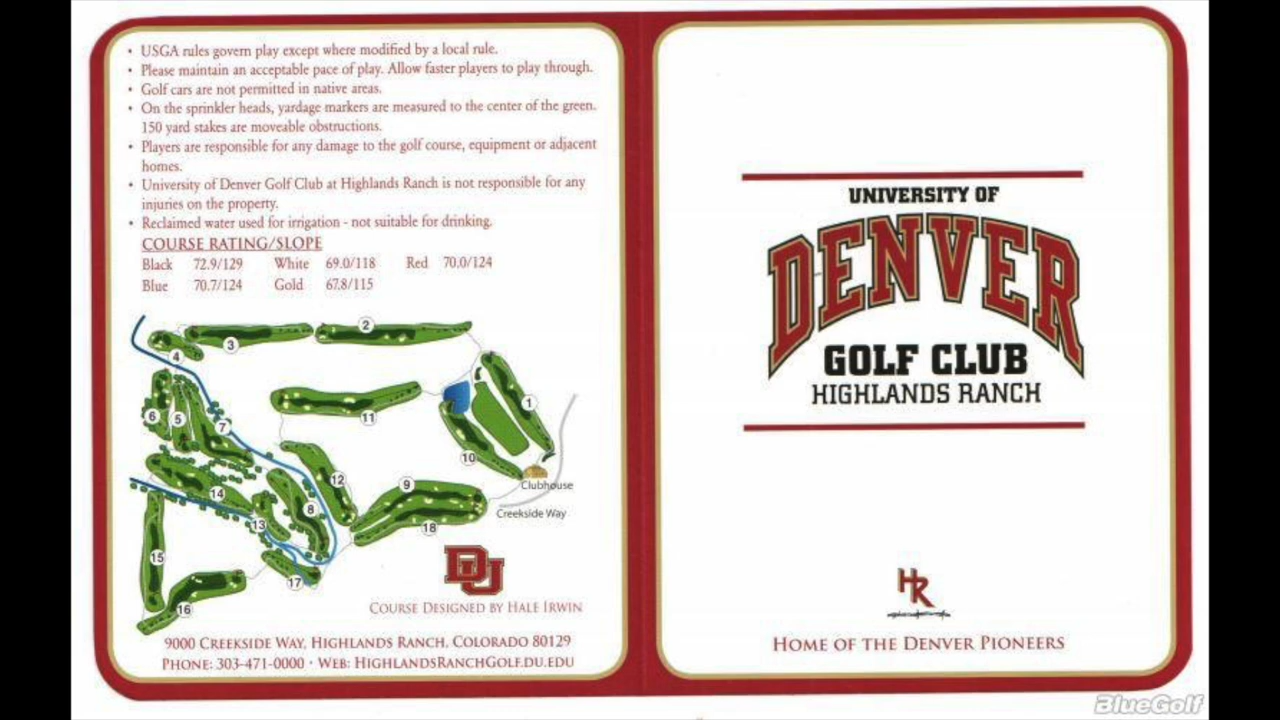 • USGA rules govern play except where modified by a local rule.
• Please maintain an acceptable pace of play. Allow faster players to play through.
• Golf cars are not permitted in native areas.
• On the sprinkler heads, yardage markers are measured to the center of the green.
150 yard stakes are moveable obstructions.
• Players are responsible for any damage to the golf course, equipment or adjacent
homes.
• University of Denver Golf Club at Highlands Ranch is not responsible for any
injuries on the property.
• Reclaimed water used for irrigation - not suitable for drinking.
COURSE RATING/SLOPE
Black 72.9/129 White 69.0/118 Red 70.0/124
Blue 70.7/124 Gold 67.8/115
2
3
4
1
6
5
7
11
10
12
9
14
8
13
18
15
17
16
Clubhouse
Creekside Way
DU
COURSE DESIGNED BY HALE IRWIN
9000 CREEKSIDE WAY, HIGHLANDS RANCH, COLORADO 80129
PHONE: 303-471-0000 · WEB: HIGHLANDSRANCHGOLF.DU.EDU
UNIVERSITY OF
DENVER
GOLF CLUB
HIGHLANDS RANCH
HR
HOME OF THE DENVER PIONEERS
BlueGolf